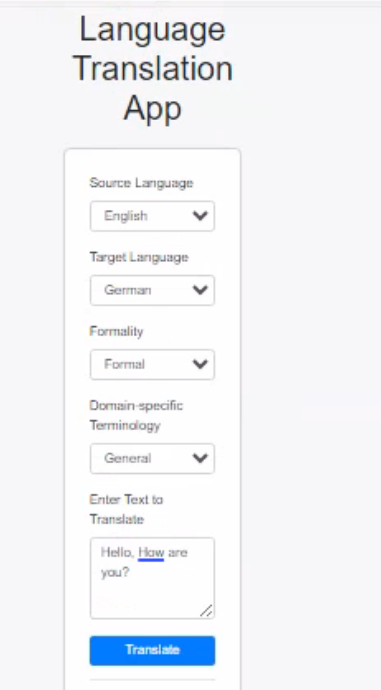 Language
Translation
App
Source Language
English
Target Language
German
Formality
Formal
Domain-specific
Terminology
General
Enter Text to
Translate
Hello, How are
you?
Translate